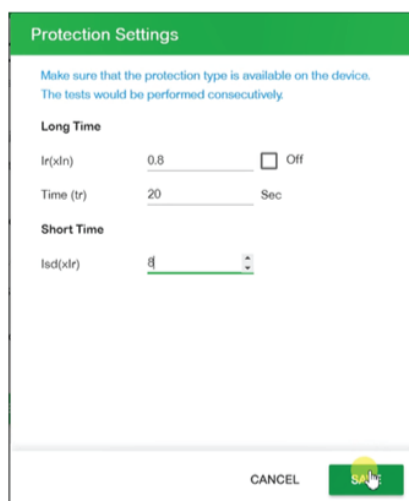 Protection Settings
Make sure that the protection type is available on the device.
The tests would be performed consecutively.
Long Time
Ir(xIn) 0.8 Off
Time (tr) 20 Sec
Short Time
Isd(xIr) 8
CANCEL